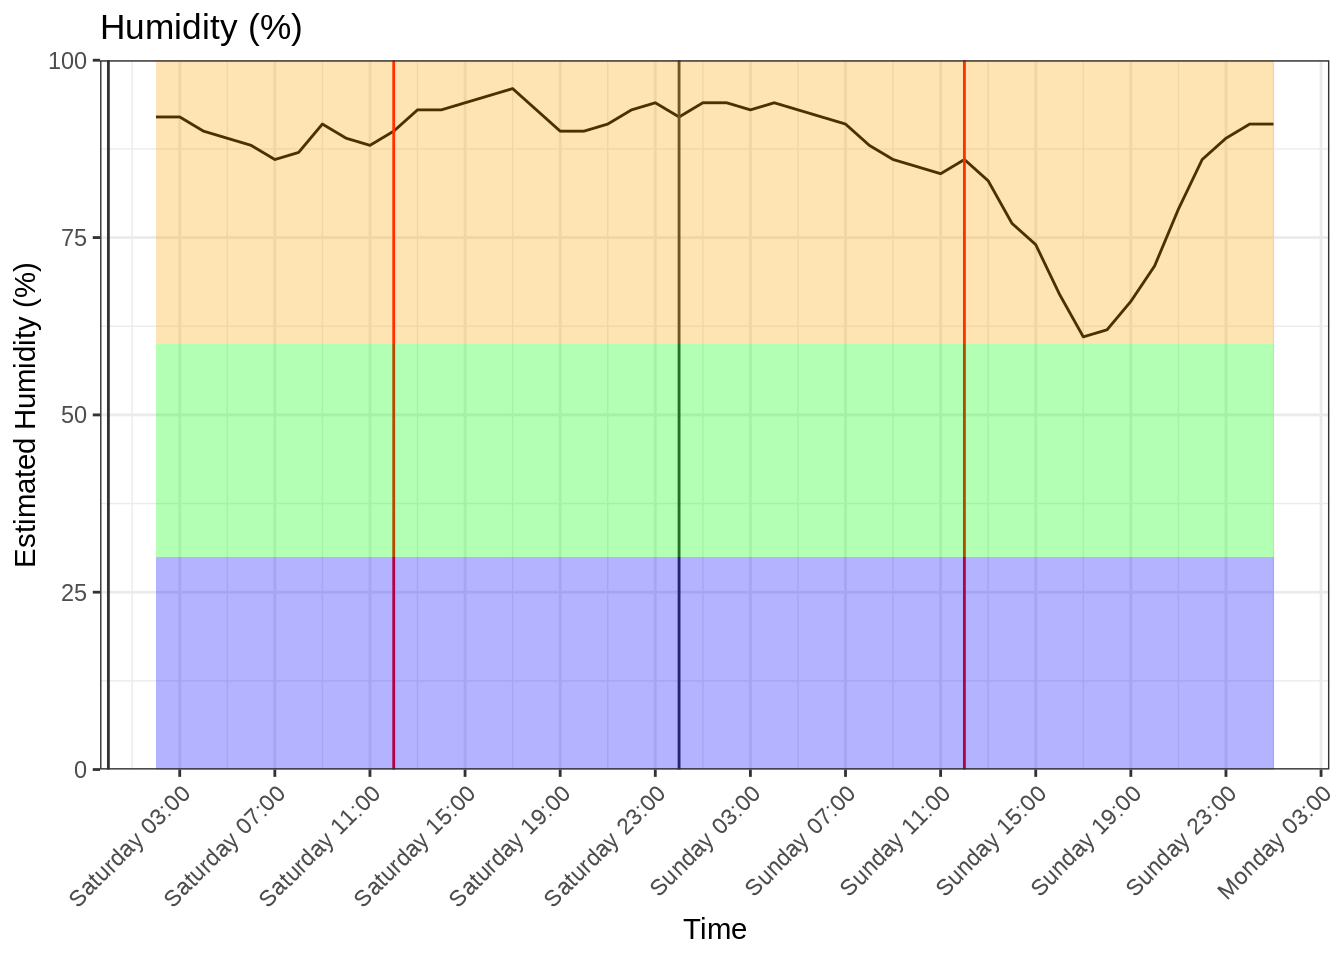 Humidity (%)
100
75
50
25
0
Estimated Humidity (%)
Saturday 03:00
Saturday 07:00
Saturday 11:00
Saturday 15:00
Saturday 19:00
Saturday 23:00
Sunday 03:00
Sunday 07:00
Sunday 11:00
Sunday 15:00
Sunday 19:00
Sunday 23:00
Monday 03:00
Time